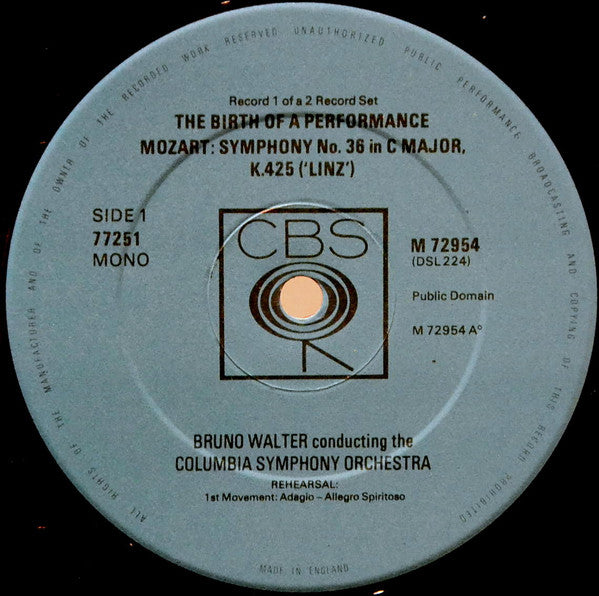 ALL RIGHTS OF THE MANUFACTURER AND OF THE OWNER OF THE RECORDED WORK RESERVED UNAUTHORIZED PUBLIC PERFORMANCE BROADCASTING AND COPYING OF THIS RECORD PROHIBITED
Record 1 of a 2 Record Set
THE BIRTH OF A PERFORMANCE
MOZART: SYMPHONY No. 36 in C MAJOR,
K.425 ('LINZ')
SIDE 1
77251
MONO
CBS
M 72954
(DSL 224)
Public Domain
M 72954 A°
BRUNO WALTER conducting the
COLUMBIA SYMPHONY ORCHESTRA
REHEARSAL:
1st Movement: Adagio – Allegro Spiritoso
MADE IN ENGLAND